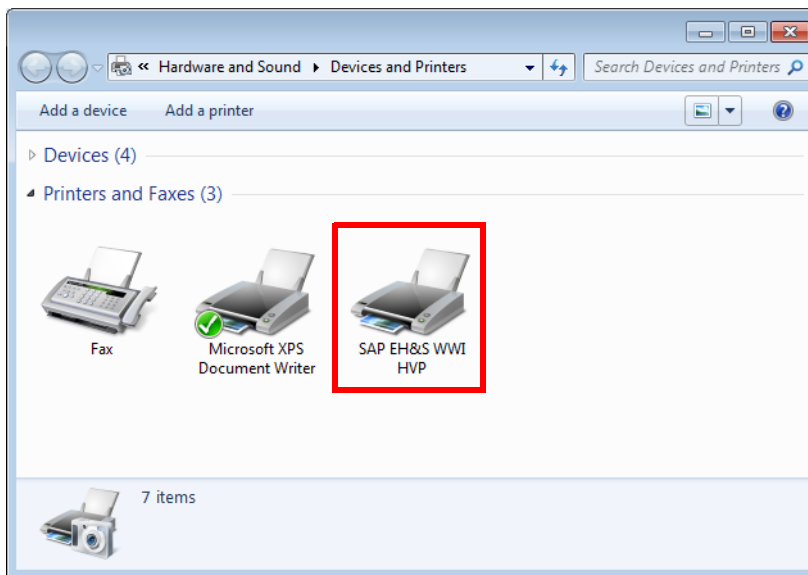 « Hardware and Sound ▸ Devices and Printers
Search Devices and Printers
Add a device Add a printer
Devices (4)
Printers and Faxes (3)
Fax
Microsoft XPS
Document Writer
SAP EH&S WWI
HVP
7 items